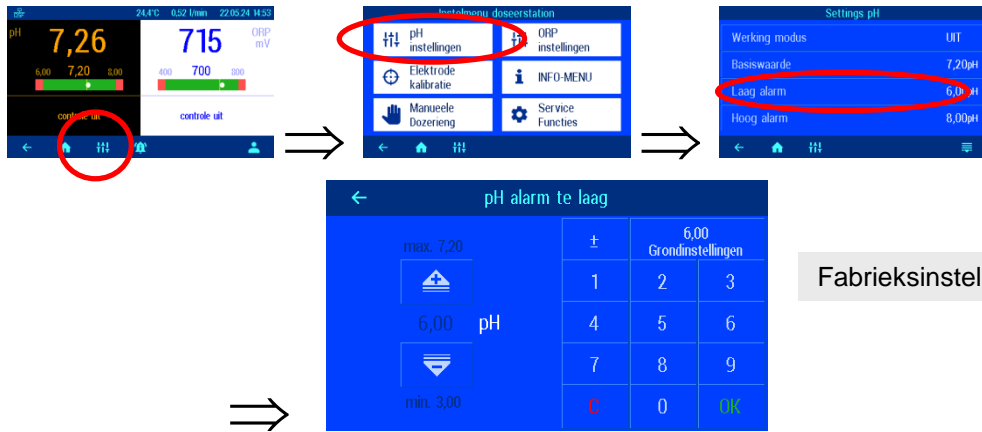 24,4°C 0,52 l/min 22.05.24 14:53
pH 7,26 715 ORP mV
6,00 7,20 8,00 400 700 800
controle uit controle uit
Instelmenu doseerstation
pH instellingen
ORP instellingen
Elektrode kalibratie
INFO-MENU
Manueele Dozerieng
Service Functies
Settings pH
Werking modus UIT
Basiswaarde 7,20pH
Laag alarm 6,00pH
Hoog alarm 8,00pH
pH alarm te laag
max. 7,20
6,00 pH
min. 3,00
± 6,00 Grondinstellingen
1 2 3
4 5 6
7 8 9
C 0 OK
Fabrieksinstel